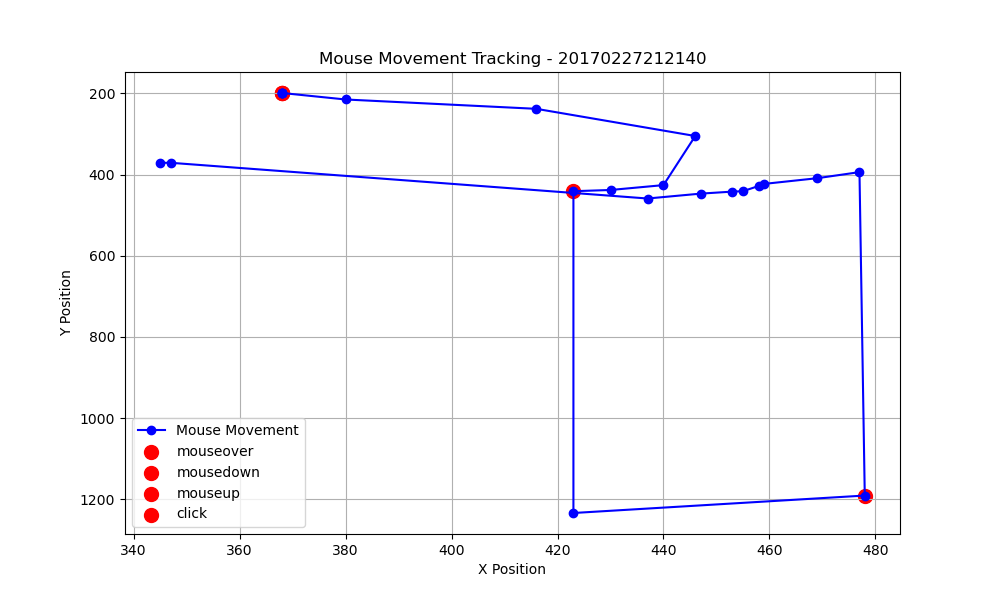 Mouse Movement Tracking - 20170227212140
200
400
600
800
1000
1200
Y Position
Mouse Movement
mouseover
mousedown
mouseup
click
340 360 380 400 420 440 460 480
X Position